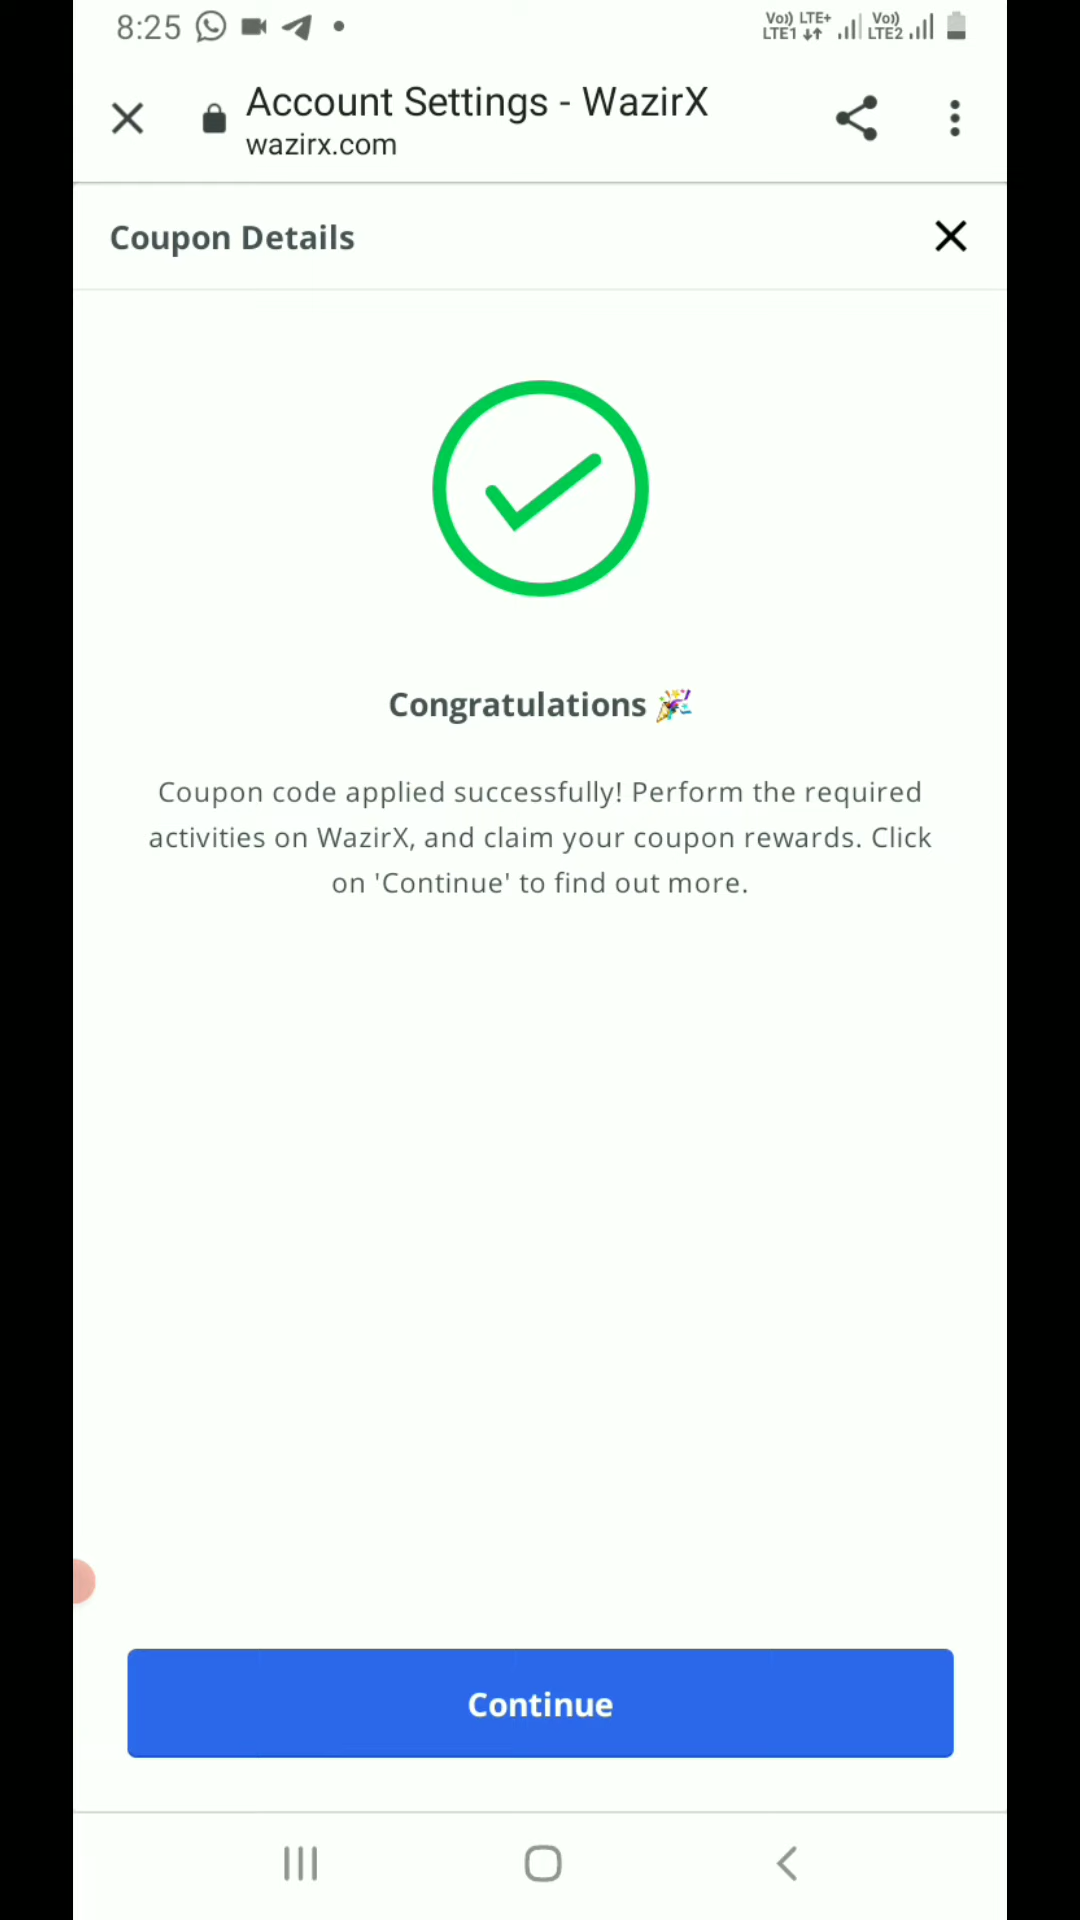 8:25
Vo)) LTE+ Vo))
LTE1 LTE2
Account Settings - WazirX
wazirx.com
Coupon Details
Congratulations 🎉
Coupon code applied successfully! Perform the required
activities on WazirX, and claim your coupon rewards. Click
on 'Continue' to find out more.
Continue